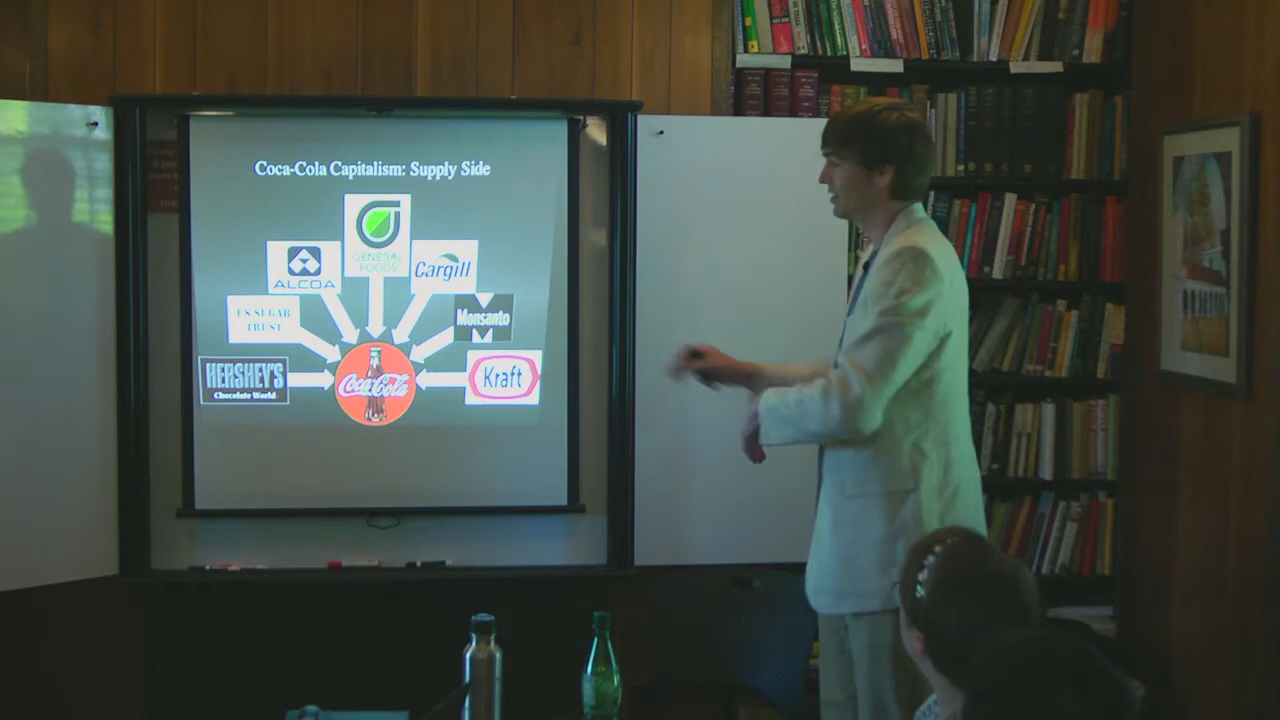 Coca-Cola Capitalism: Supply Side
GENERAL
FOODS
ALCOA
Cargill
US SUGAR
TRUST
Monsanto
HERSHEY'S
Chocolate World
Coca-Cola
Kraft